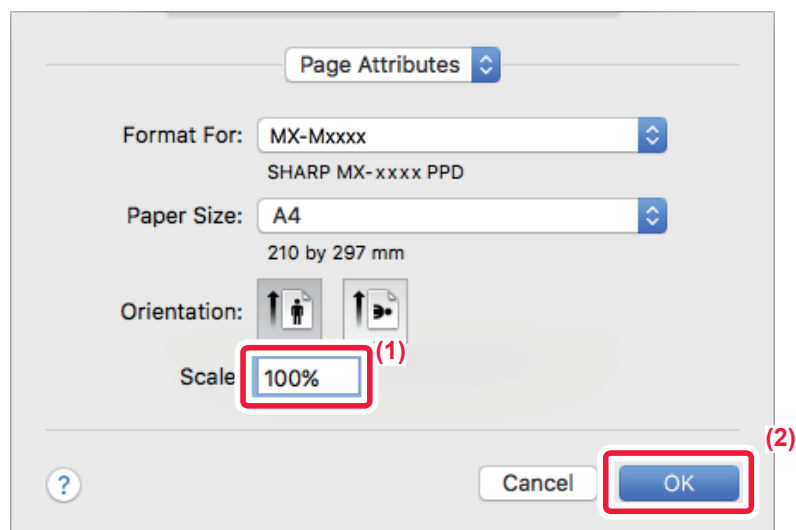 Page Attributes
Format For: MX-Mxxxx
SHARP MX-xxxx PPD
Paper Size: A4
210 by 297 mm
Orientation:
(1)
Scale 100%
(2)
? Cancel OK